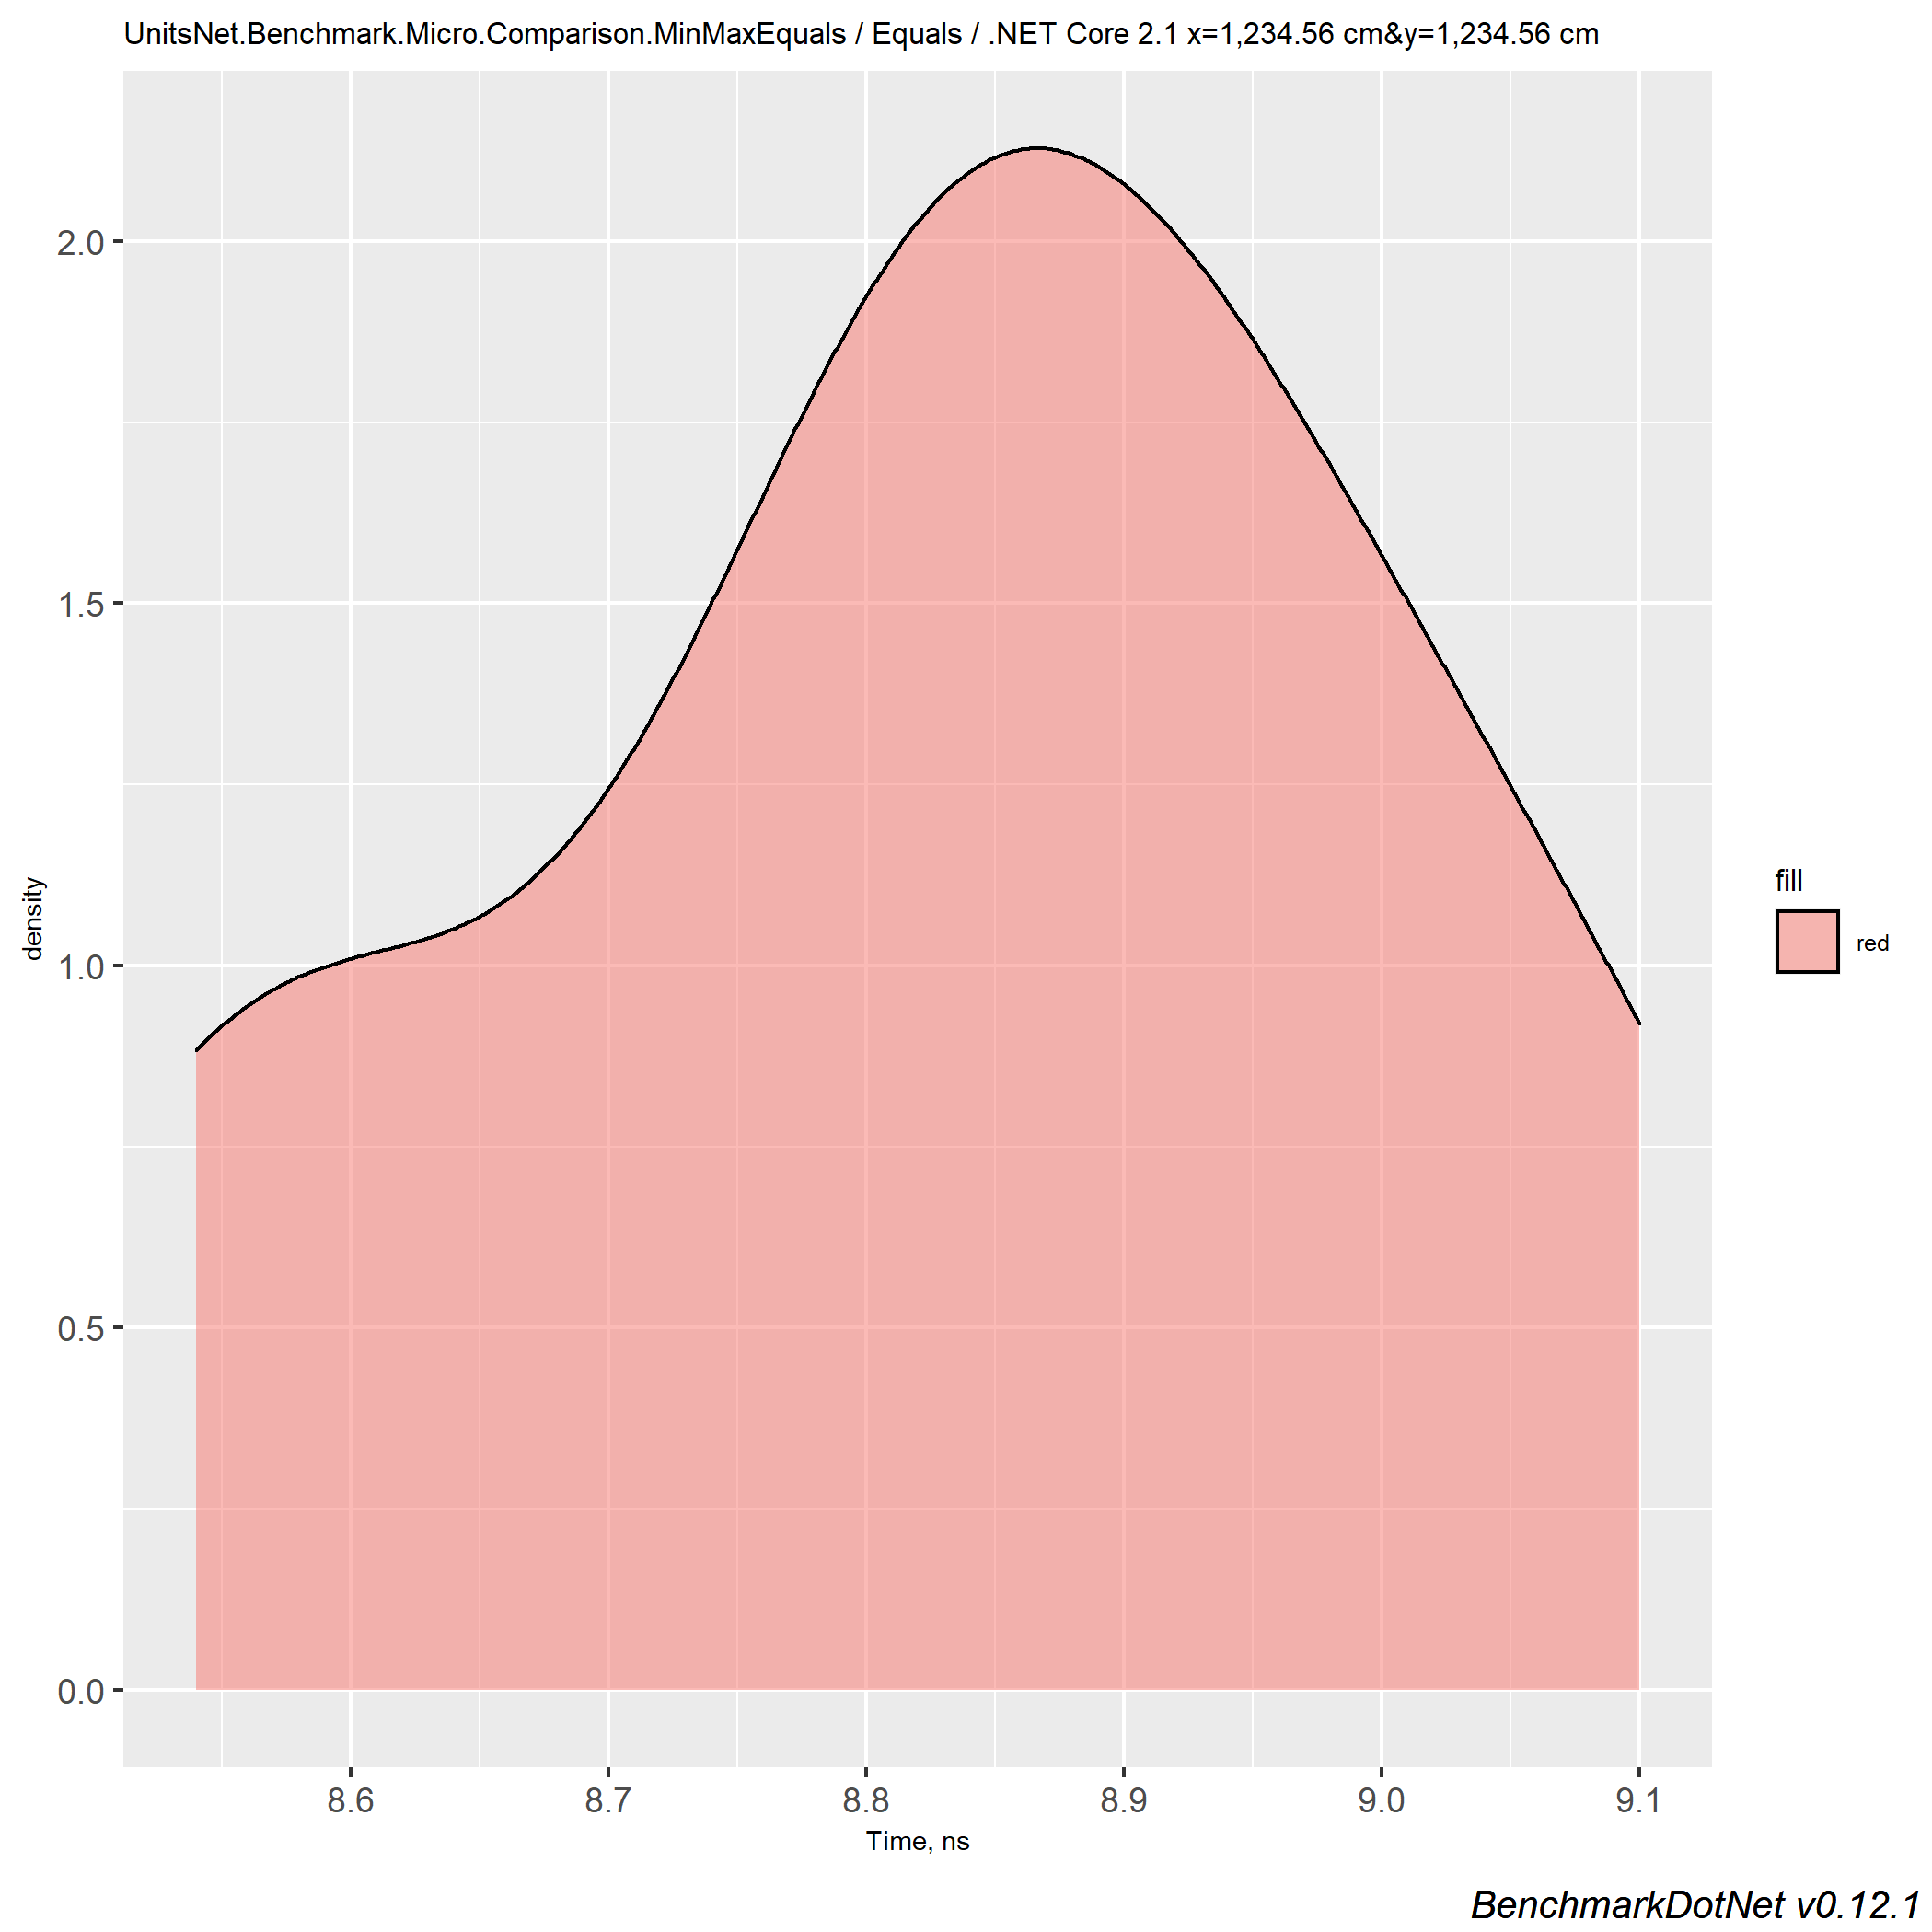 UnitsNet.Benchmark.Micro.Comparison.MinMaxEquals / Equals / .NET Core 2.1 x=1,234.56 cm&y=1,234.56 cm
2.0
1.5
1.0
0.5
0.0
density
8.6 8.7 8.8 8.9 9.0 9.1
Time, ns
fill
red
BenchmarkDotNet v0.12.1